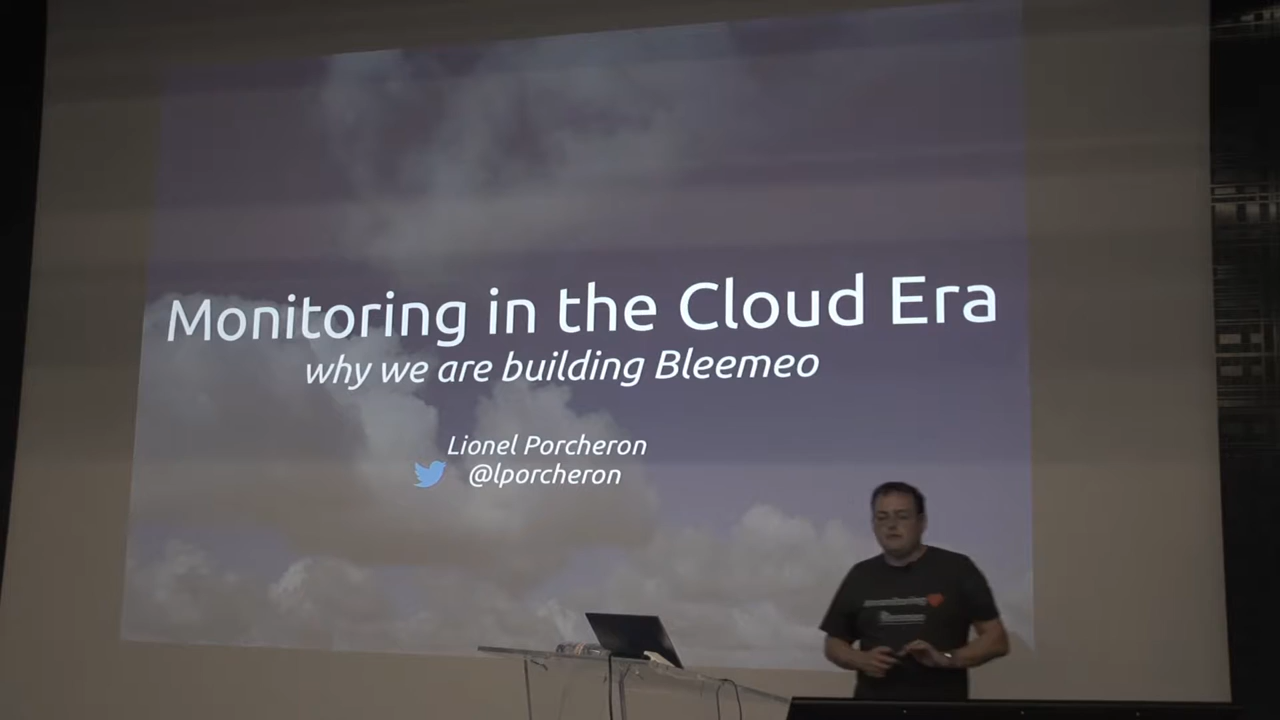 Monitoring in the Cloud Era
why we are building Bleemeo
Lionel Porcheron
@lporcheron